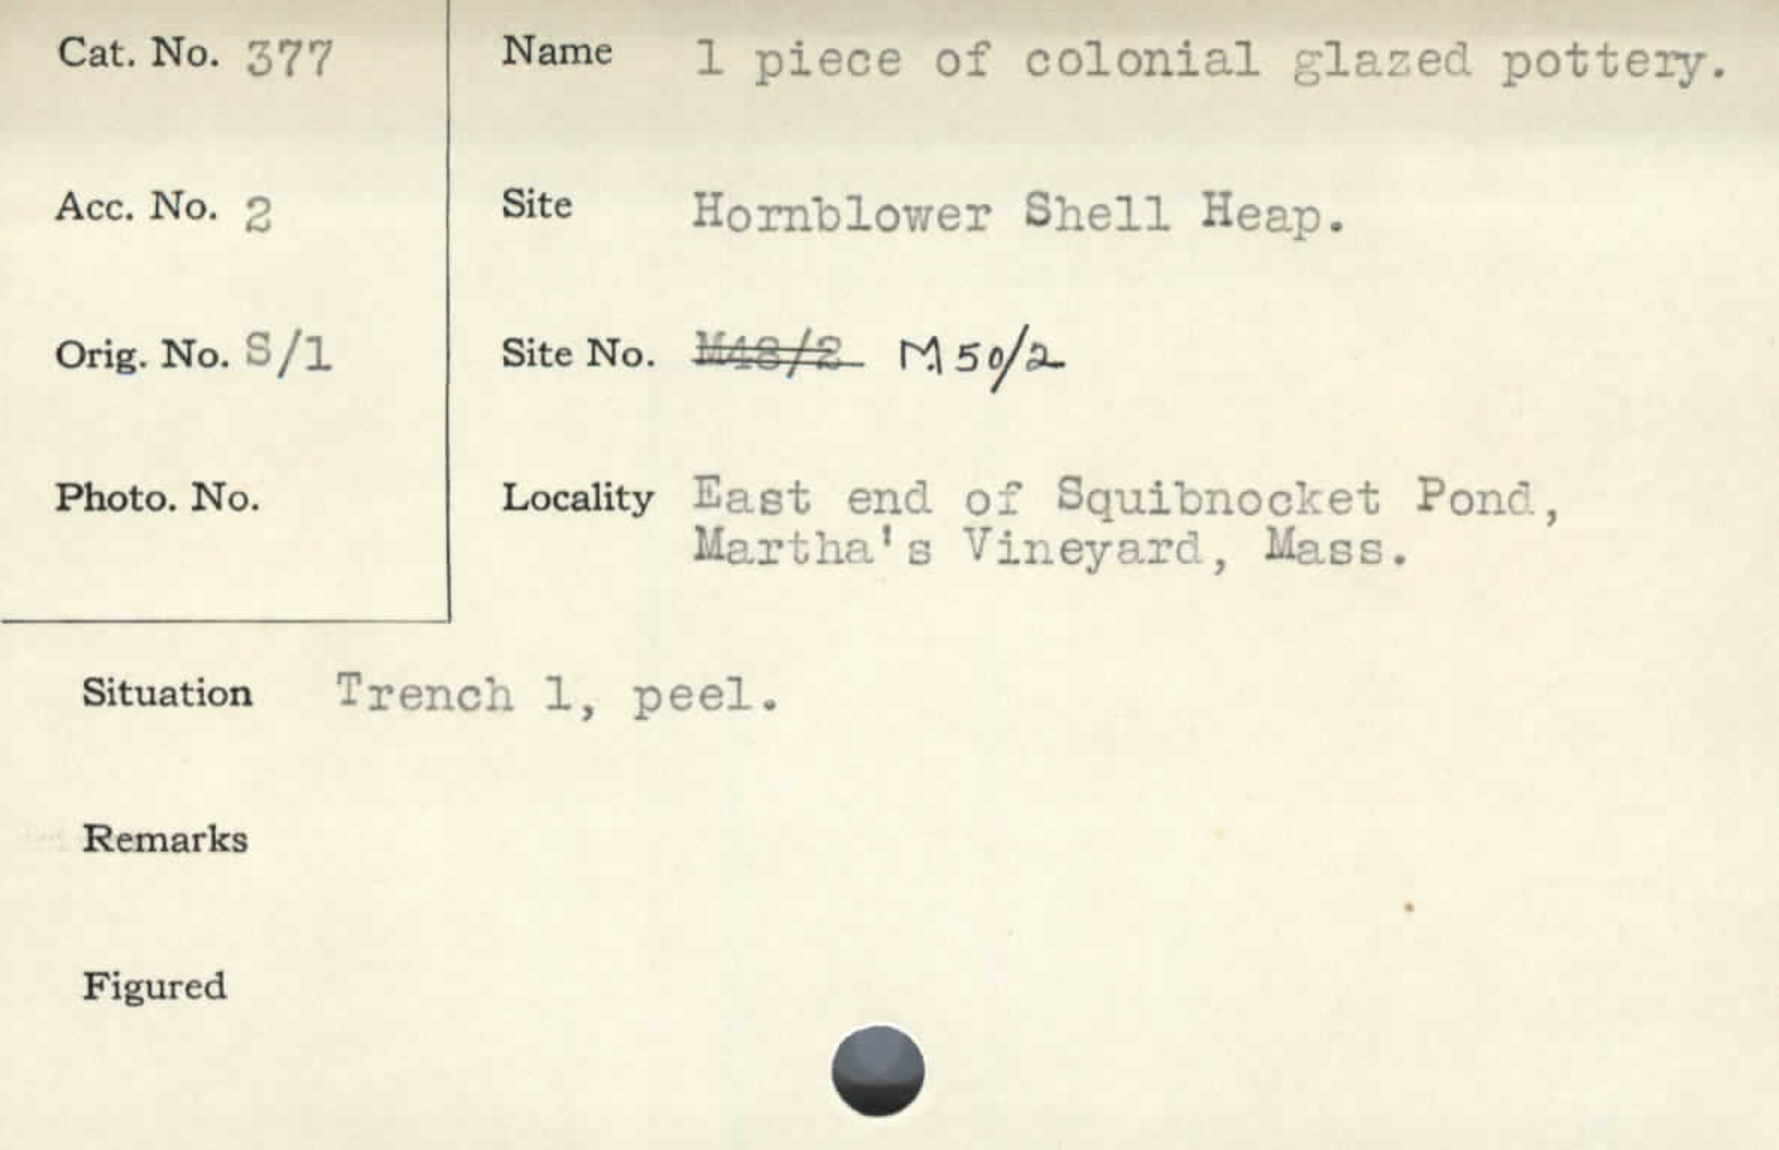 Cat. No. 377
Name 1 piece of colonial glazed pottery.
Acc. No. 2
Site Hornblower Shell Heap.
Orig. No. S/1
Site No. M48/2 M50/2
Photo. No.
Locality East end of Squibnocket Pond,
Martha's Vineyard, Mass.
Situation Trench 1, peel.
Remarks
Figured